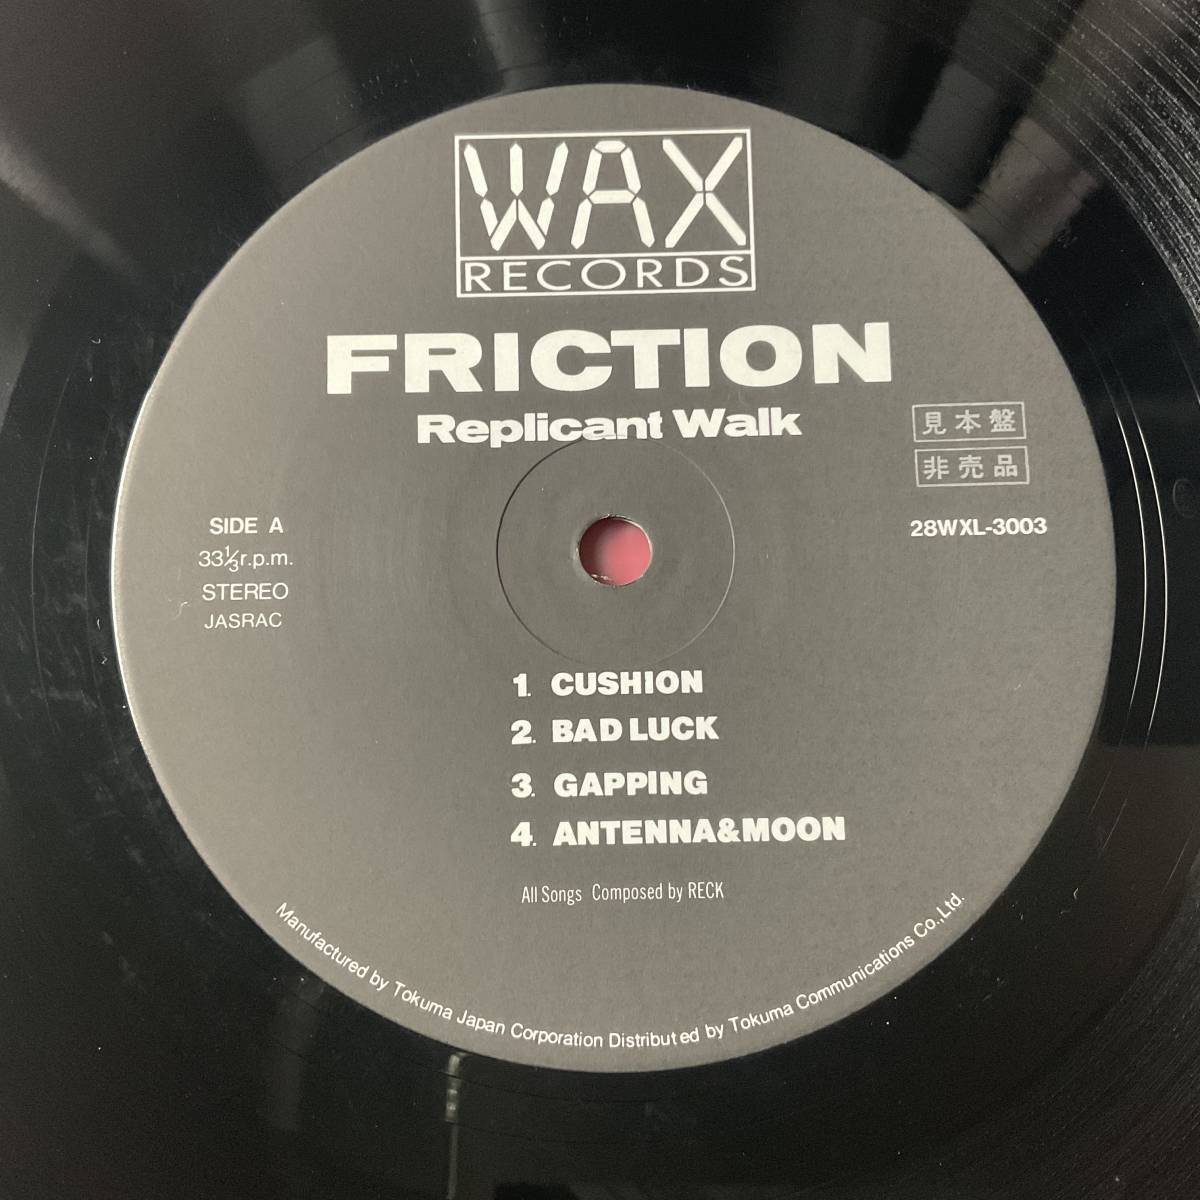 WAX
RECORDS
FRICTION
Replicant Walk
見本盤
非売品
SIDE A
33⅓r.p.m.
STEREO
JASRAC
28WXL-3003
1. CUSHION
2. BAD LUCK
3. GAPPING
4. ANTENNA&MOON
All Songs Composed by RECK
Manufactured by Tokuma Japan Corporation Distributed by Tokuma Communications Co.,Ltd.